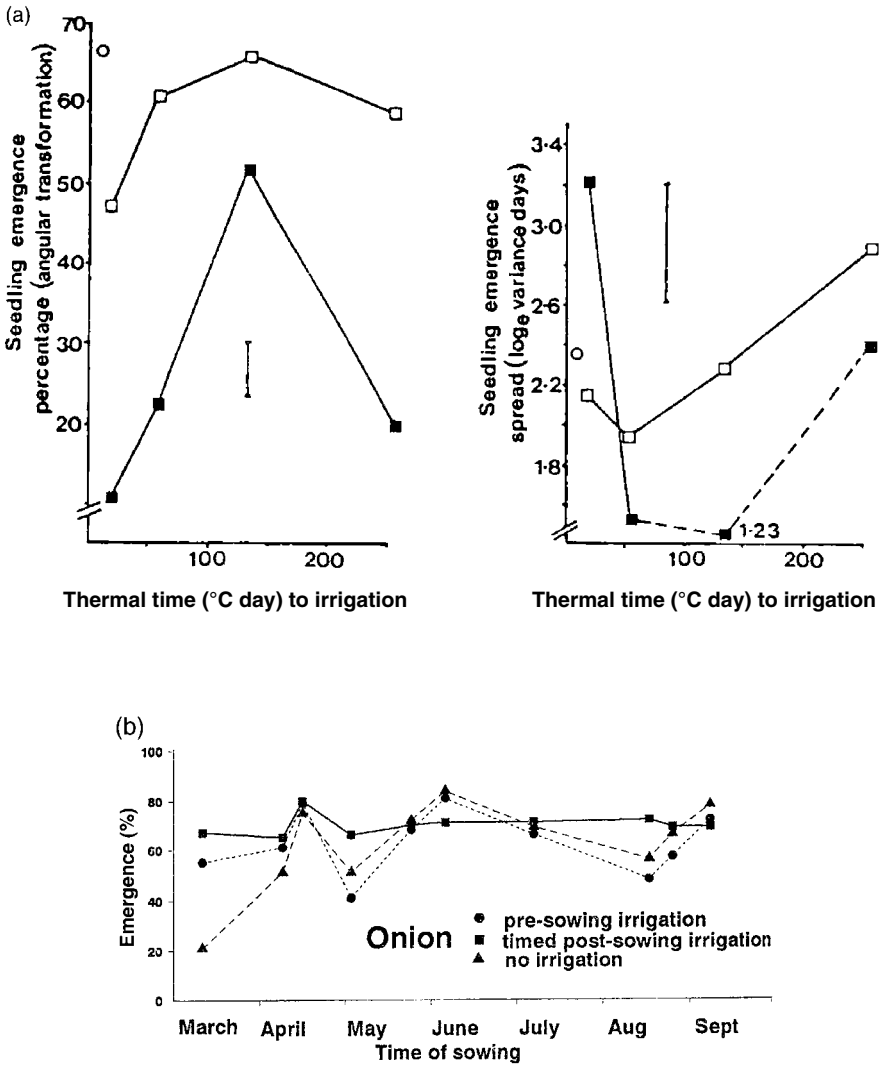 (a)
Seedling emergence
percentage (angular transformation)
70
60
50
40
30
20
100
200
Thermal time (°C day) to irrigation
Seedling emergence
spread (logₑ variance days)
3·4
3·0
2·6
2·2
1·8
1·23
100
200
Thermal time (°C day) to irrigation
(b)
Emergence (%)
100
80
60
40
20
0
Onion
pre-sowing irrigation
timed post-sowing irrigation
no irrigation
March April May June July Aug Sept
Time of sowing